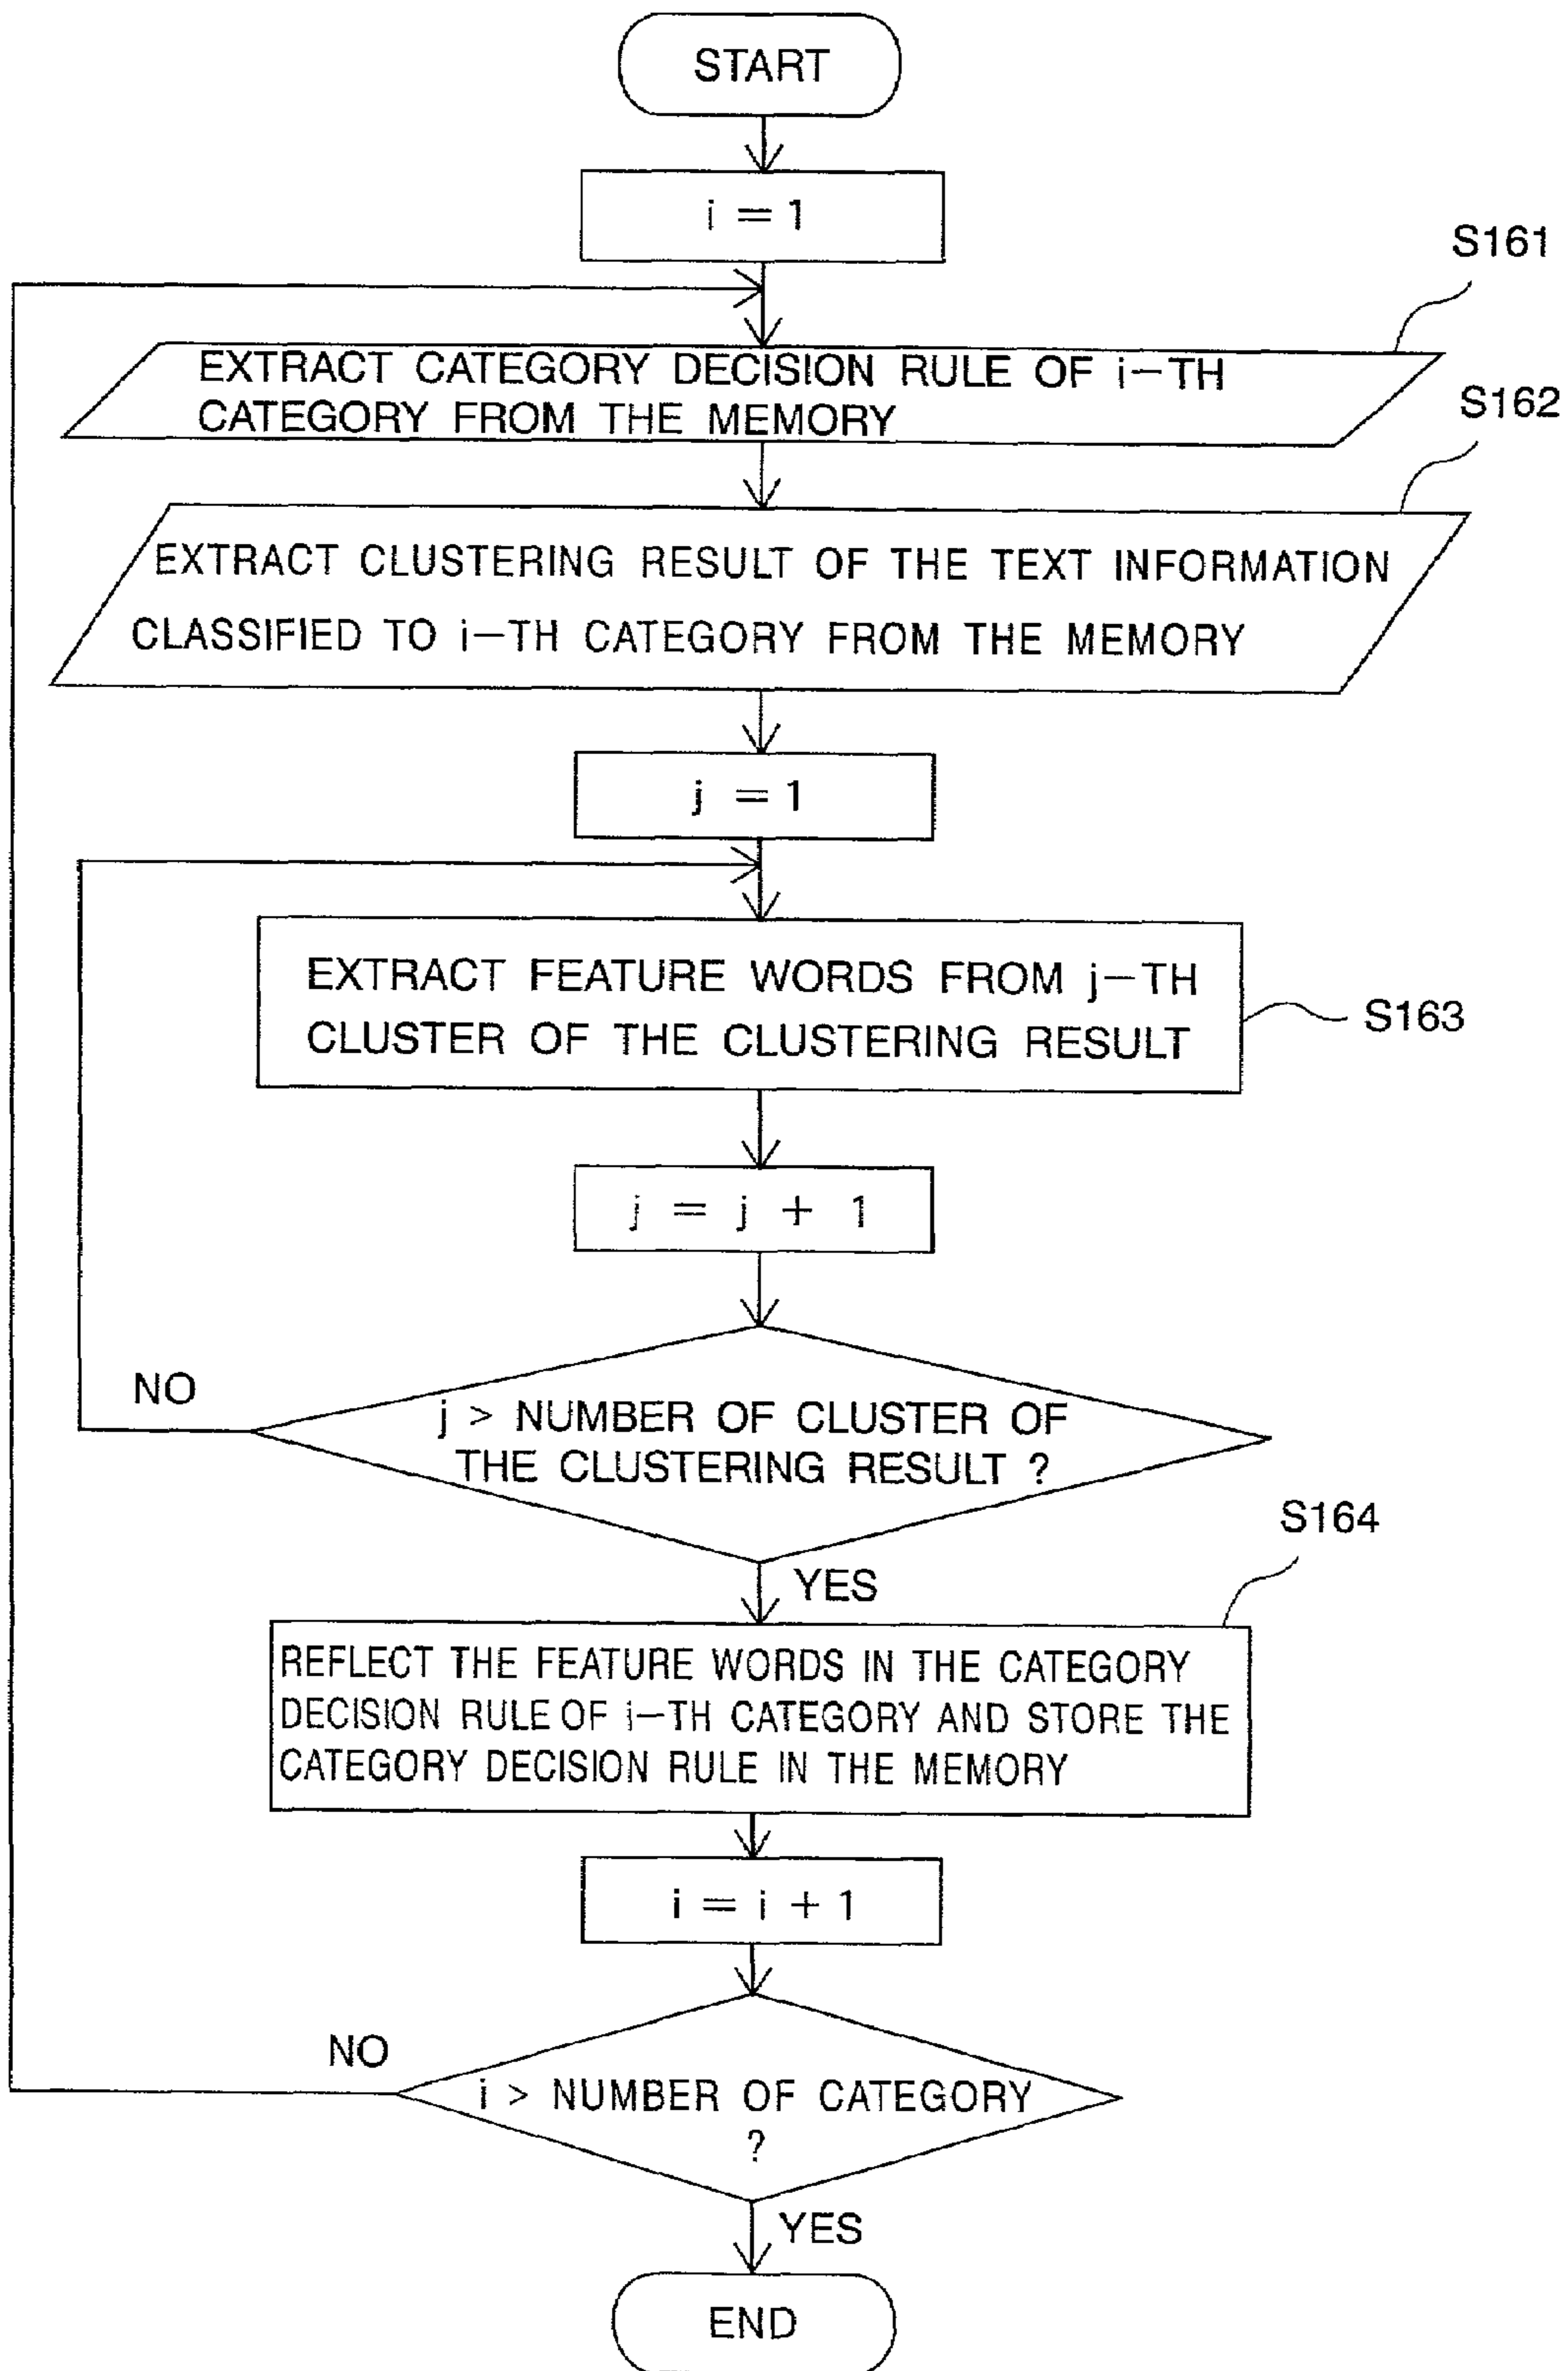 START
i = 1
S161
EXTRACT CATEGORY DECISION RULE OF i-TH
CATEGORY FROM THE MEMORY
S162
EXTRACT CLUSTERING RESULT OF THE TEXT INFORMATION
CLASSIFIED TO i-TH CATEGORY FROM THE MEMORY
j = 1
EXTRACT FEATURE WORDS FROM j-TH
CLUSTER OF THE CLUSTERING RESULT
S163
j = j + 1
NO
j > NUMBER OF CLUSTER OF
THE CLUSTERING RESULT ?
S164
YES
REFLECT THE FEATURE WORDS IN THE CATEGORY
DECISION RULE OF i-TH CATEGORY AND STORE THE
CATEGORY DECISION RULE IN THE MEMORY
i = i + 1
NO
i > NUMBER OF CATEGORY
?
YES
END